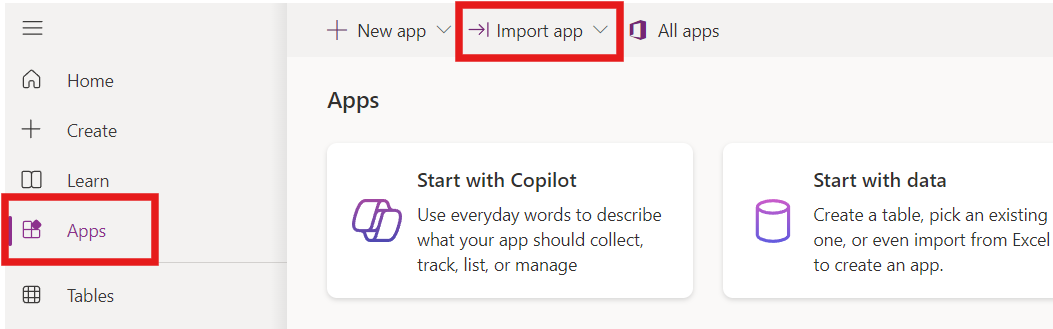 New app
Import app
All apps
Home
Create
Learn
Apps
Tables
Apps
Start with Copilot
Use everyday words to describe
what your app should collect,
track, list, or manage
Start with data
Create a table, pick an existing
one, or even import from Excel
to create an app.